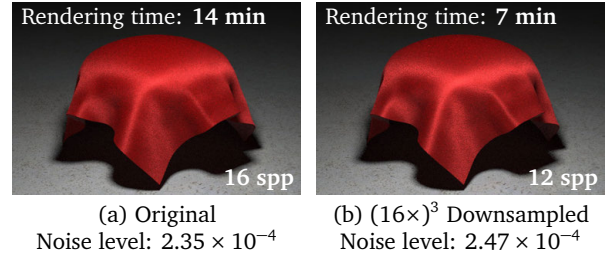 Rendering time: 14 min
16 spp
(a) Original
Noise level: 2.35 × 10⁻⁴
Rendering time: 7 min
12 spp
(b) (16×)³ Downsampled
Noise level: 2.47 × 10⁻⁴